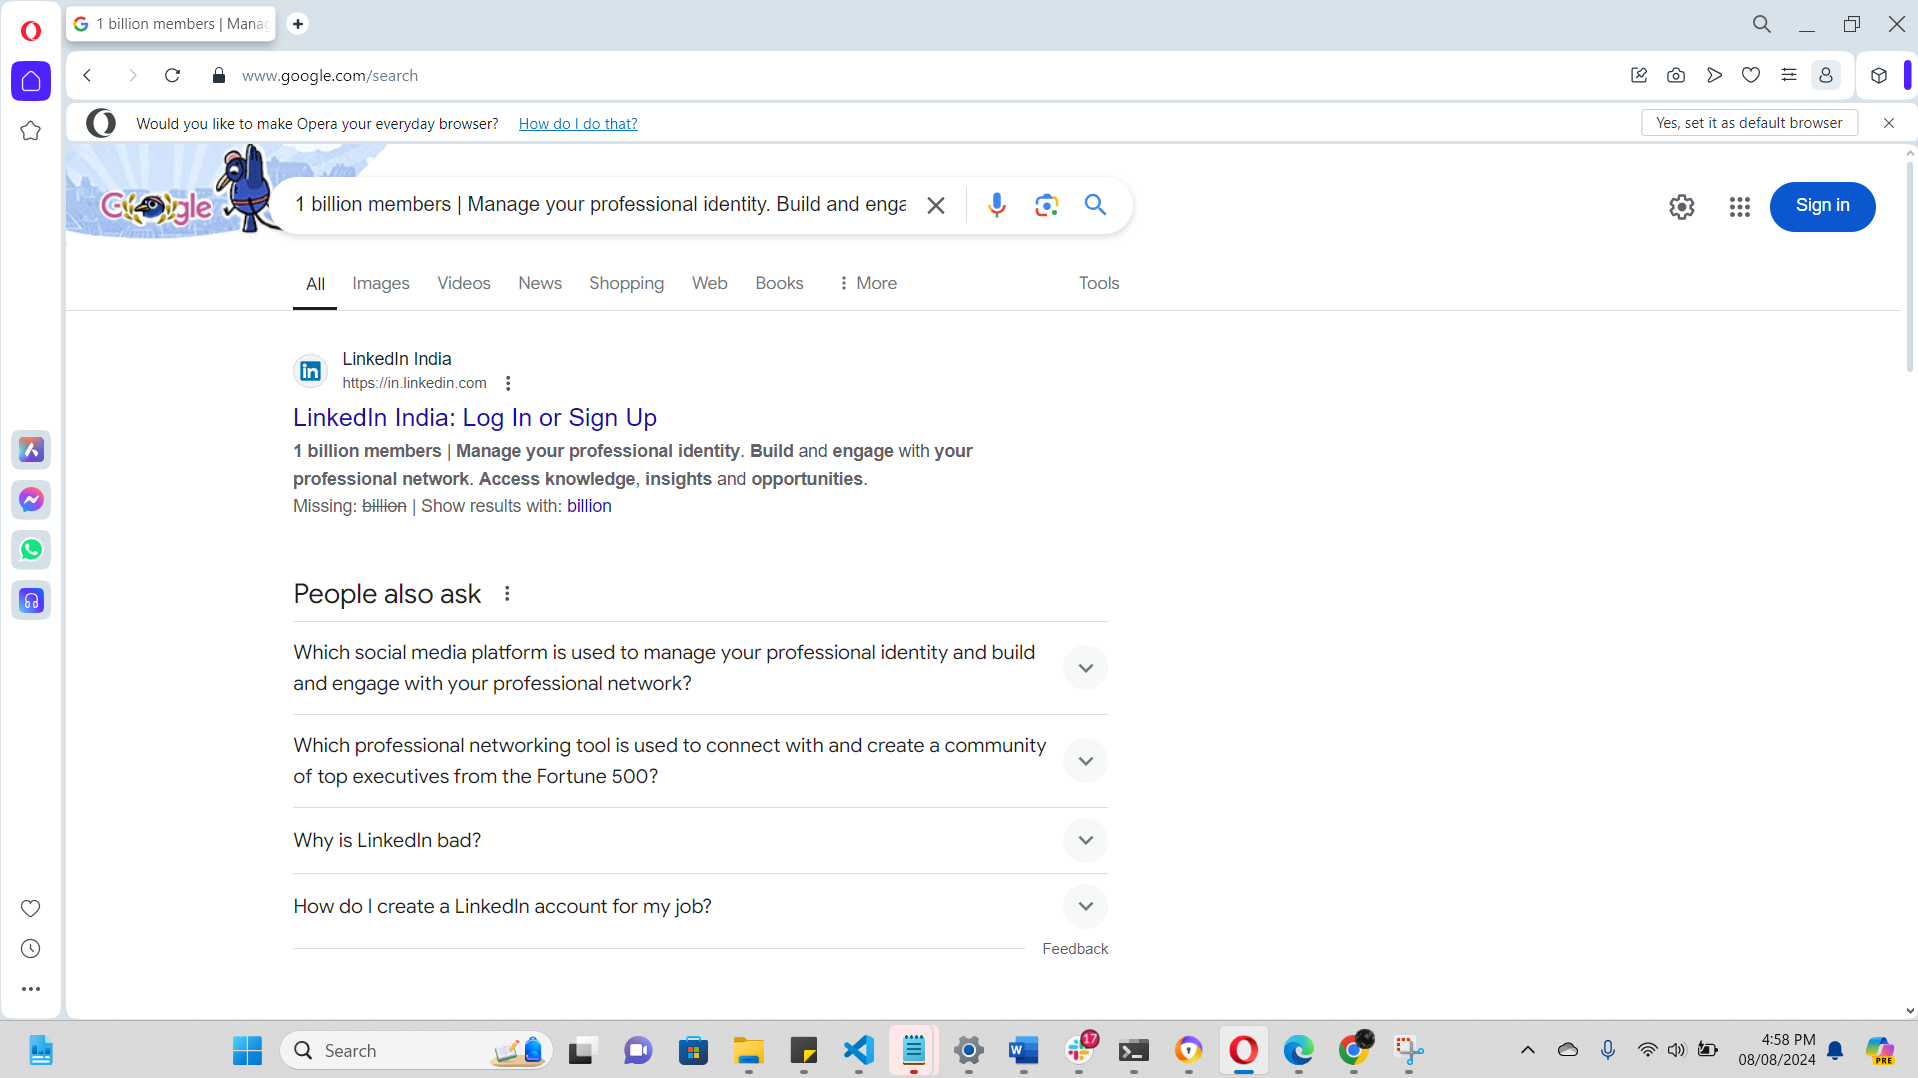 1 billion members | Mana
www.google.com/search
Would you like to make Opera your everyday browser? How do I do that?
Yes, set it as default browser
Google
1 billion members | Manage your professional identity. Build and enga
Sign in
All Images Videos News Shopping Web Books More Tools
LinkedIn India
https://in.linkedin.com
LinkedIn India: Log In or Sign Up
1 billion members | Manage your professional identity. Build and engage with your
professional network. Access knowledge, insights and opportunities.
Missing: billion | Show results with: billion
People also ask
Which social media platform is used to manage your professional identity and build
and engage with your professional network?
Which professional networking tool is used to connect with and create a community
of top executives from the Fortune 500?
Why is LinkedIn bad?
How do I create a LinkedIn account for my job?
Feedback
Search
17
4:58 PM
08/08/2024
PRE